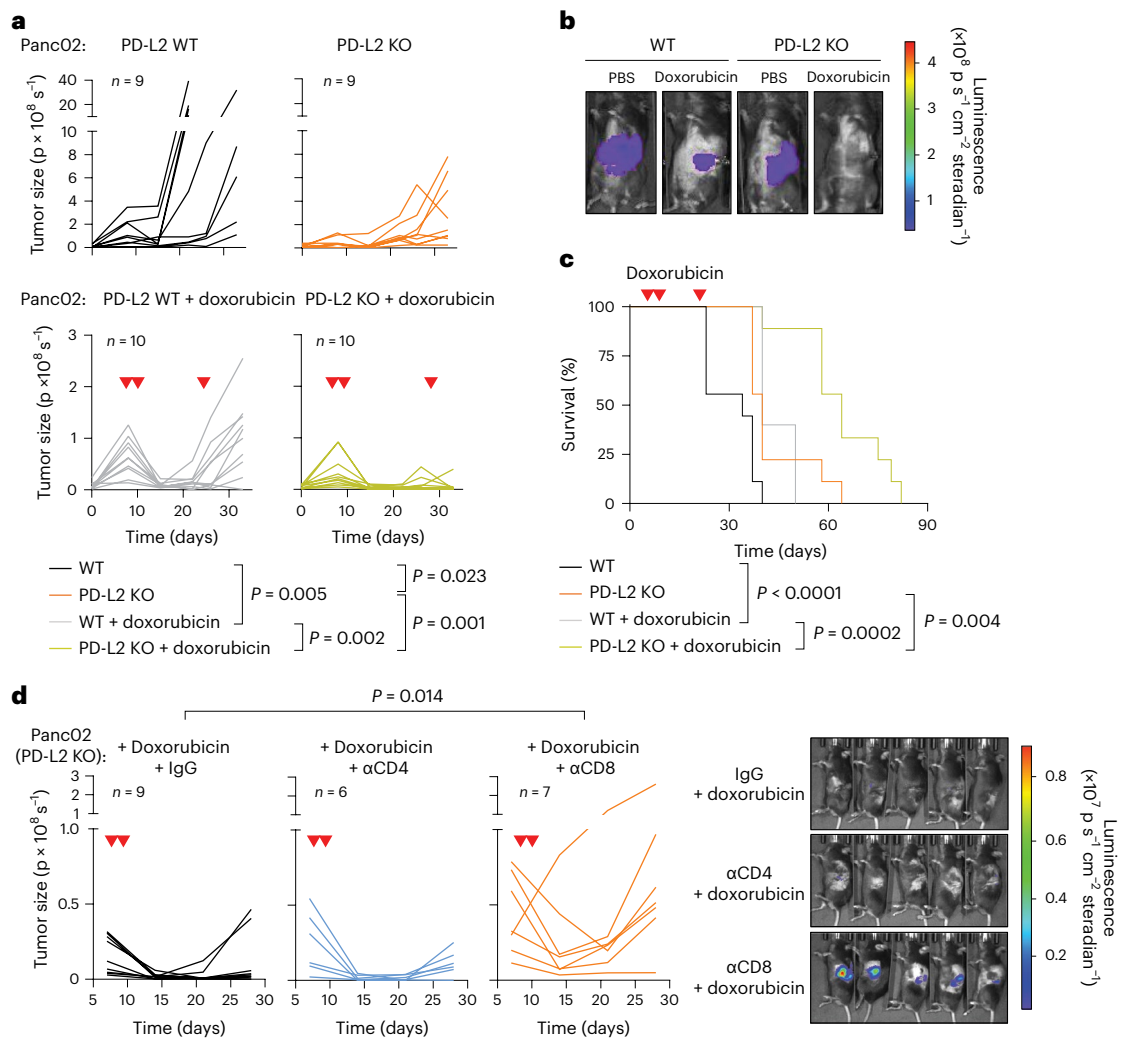 a
Panc02: PD-L2 WT PD-L2 KO
Tumor size (p × 10⁸ s⁻¹)
40
20
10
8
6
4
2
0
n = 9
n = 9
Panc02: PD-L2 WT + doxorubicin PD-L2 KO + doxorubicin
Tumor size (p ×10⁸ s⁻¹)
3
2
1
0
n = 10
n = 10
0 10 20 30 0 10 20 30
Time (days) Time (days)
WT
PD-L2 KO
WT + doxorubicin
PD-L2 KO + doxorubicin
P = 0.005
P = 0.002
P = 0.023
P = 0.001
b
WT PD-L2 KO
PBS Doxorubicin PBS Doxorubicin
4
3
2
1
Luminescence
(×10⁸ p s⁻¹ cm⁻² steradian⁻¹)
c
Doxorubicin
Survival (%)
100
75
50
25
0
0 30 60 90
Time (days)
WT
PD-L2 KO
WT + doxorubicin
PD-L2 KO + doxorubicin
P < 0.0001
P = 0.0002
P = 0.004
d
P = 0.014
Panc02
(PD-L2 KO):
+ Doxorubicin
+ IgG
+ Doxorubicin
+ αCD4
+ Doxorubicin
+ αCD8
Tumor size (p × 10⁸ s⁻¹)
3
2
1
1.0
0.5
0
n = 9
n = 6
n = 7
5 10 15 20 25 30 5 10 15 20 25 30 5 10 15 20 25 30
Time (days) Time (days) Time (days)
IgG
+ doxorubicin
αCD4
+ doxorubicin
αCD8
+ doxorubicin
0.8
0.6
0.4
0.2
Luminescence
(×10⁷ p s⁻¹ cm⁻² steradian⁻¹)